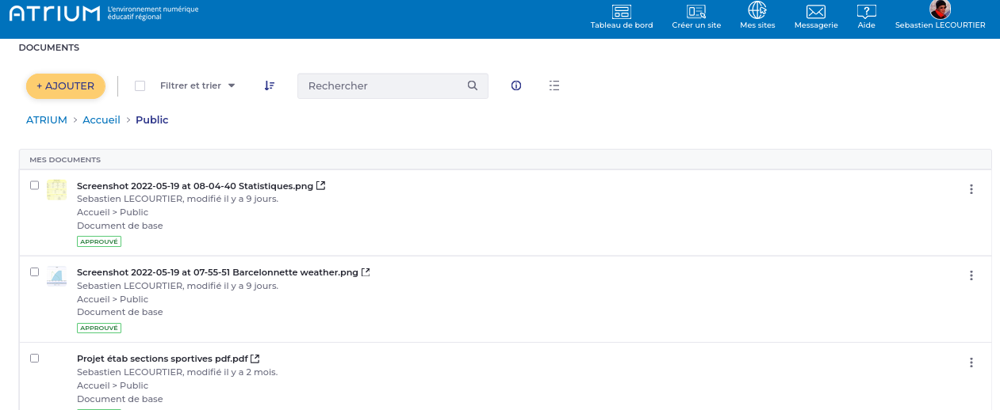 ATRIUM
L'environnement numérique
éducatif régional
Tableau de bord
Créer un site
Mes sites
Messagerie
Aide
Sebastien LECOURTIER
DOCUMENTS
+ AJOUTER
Filtrer et trier
Rechercher
ATRIUM > Accueil > Public
MES DOCUMENTS
Screenshot 2022-05-19 at 08-04-40 Statistiques.png
Sebastien LECOURTIER, modifié il y a 9 jours.
Accueil > Public
Document de base
APPROUVÉ
Screenshot 2022-05-19 at 07-55-51 Barcelonnette weather.png
Sebastien LECOURTIER, modifié il y a 9 jours.
Accueil > Public
Document de base
APPROUVÉ
Projet étab sections sportives pdf.pdf
Sebastien LECOURTIER, modifié il y a 2 mois.
Accueil > Public
Document de base